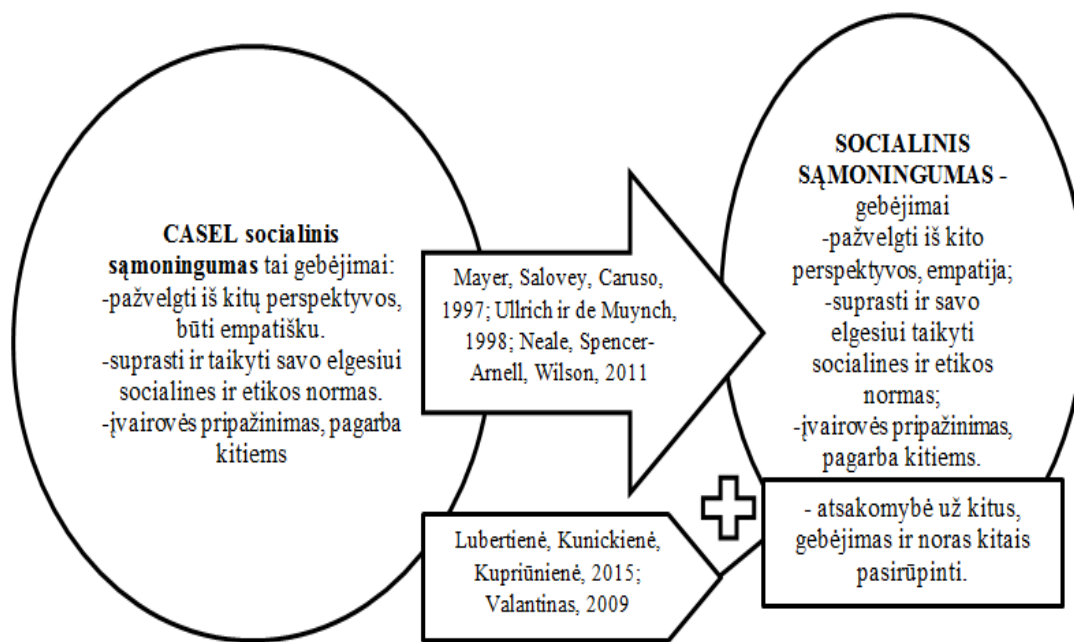 CASEL socialinis
sąmoningumas tai gebėjimai:
-pažvelgti iš kitų perspektyvos,
būti empatišku.
-suprasti ir taikyti savo elgesiui
socialines ir etikos normas.
-įvairovės pripažinimas, pagarba
kitiems
Mayer, Salovey, Caruso,
1997; Ullrich ir de Muynch,
1998; Neale, Spencer-
Arnell, Wilson, 2011
Lubertienė, Kunickienė,
Kupriūnienė, 2015;
Valantinas, 2009
SOCIALINIS
SĄMONINGUMAS -
gebėjimai
-pažvelgti iš kito
perspektyvos, empatija;
-suprasti ir savo
elgesiui taikyti
socialines ir etikos
normas;
-įvairovės pripažinimas,
pagarba kitiems.
- atsakomybė už kitus,
gebėjimas ir noras kitais
pasirūpinti.